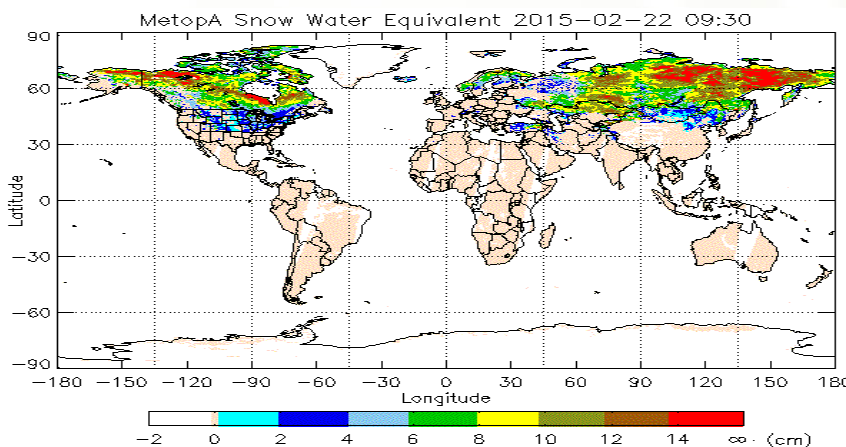 MetopA Snow Water Equivalent 2015-02-22 09:30
90
60
30
0
-30
-60
-90
Latitude
-180 -150 -120 -90 -60 -30 0 30 60 90 120 150 180
Longitude
-2 0 2 4 6 8 10 12 14 ∞ (cm)